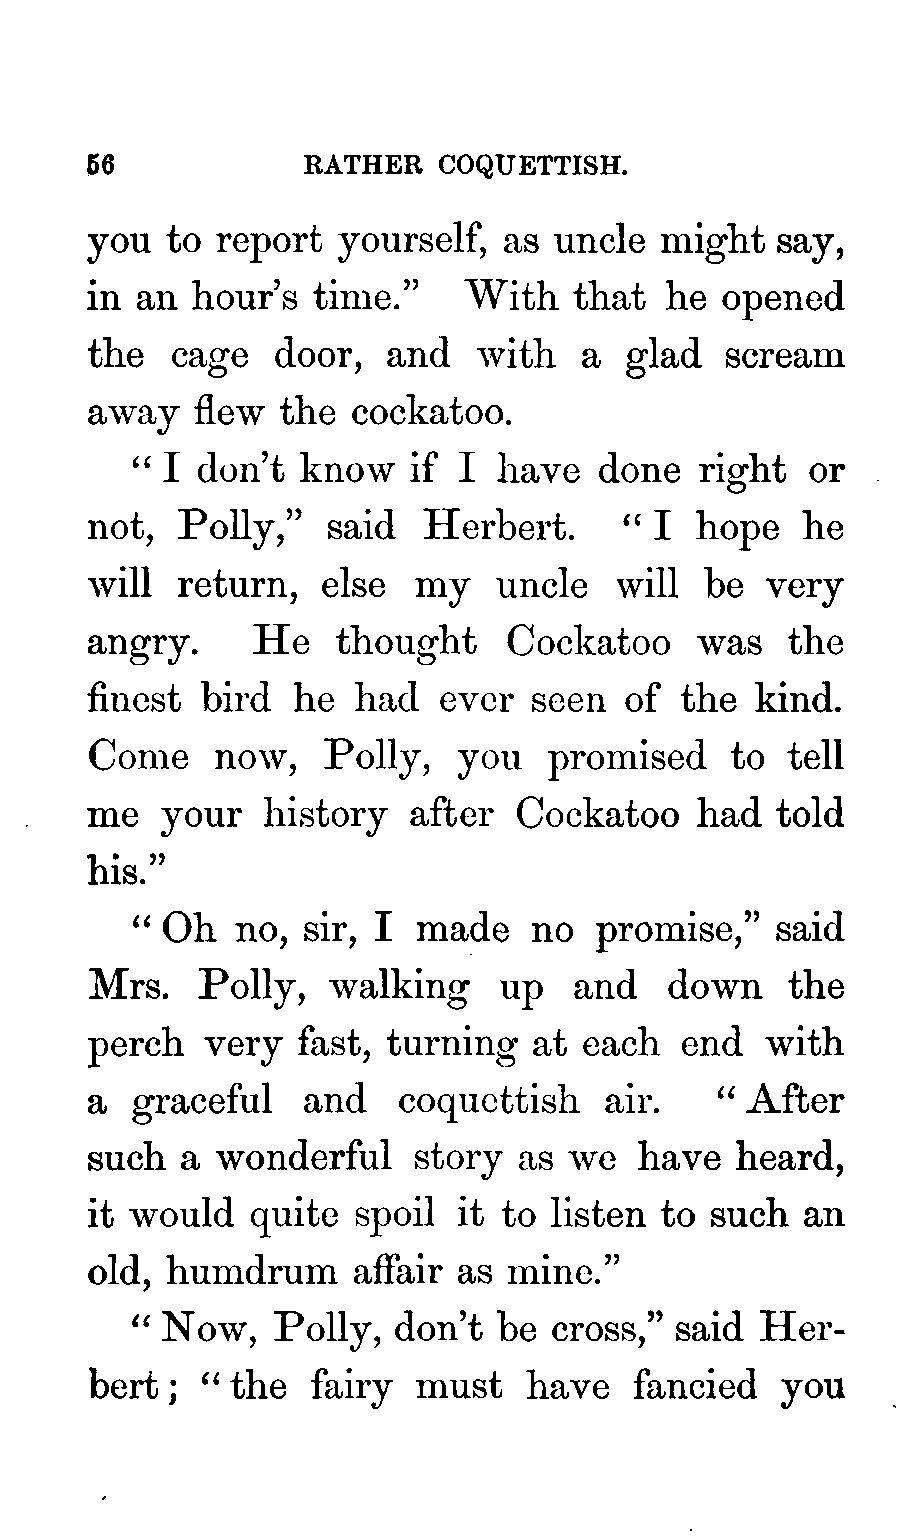 56 RATHER COQUETTISH.
you to report yourself, as uncle might say,
in an hour's time." With that he opened
the cage door, and with a glad scream
away flew the cockatoo.
"I don't know if I have done right or
not, Polly," said Herbert. "I hope he
will return, else my uncle will be very
angry. He thought Cockatoo was the
finest bird he had ever seen of the kind.
Come now, Polly, you promised to tell
me your history after Cockatoo had told
his."
"Oh no, sir, I made no promise," said
Mrs. Polly, walking up and down the
perch very fast, turning at each end with
a graceful and coquettish air. "After
such a wonderful story as we have heard,
it would quite spoil it to listen to such an
old, humdrum affair as mine."
"Now, Polly, don't be cross," said Her-
bert; "the fairy must have fancied you